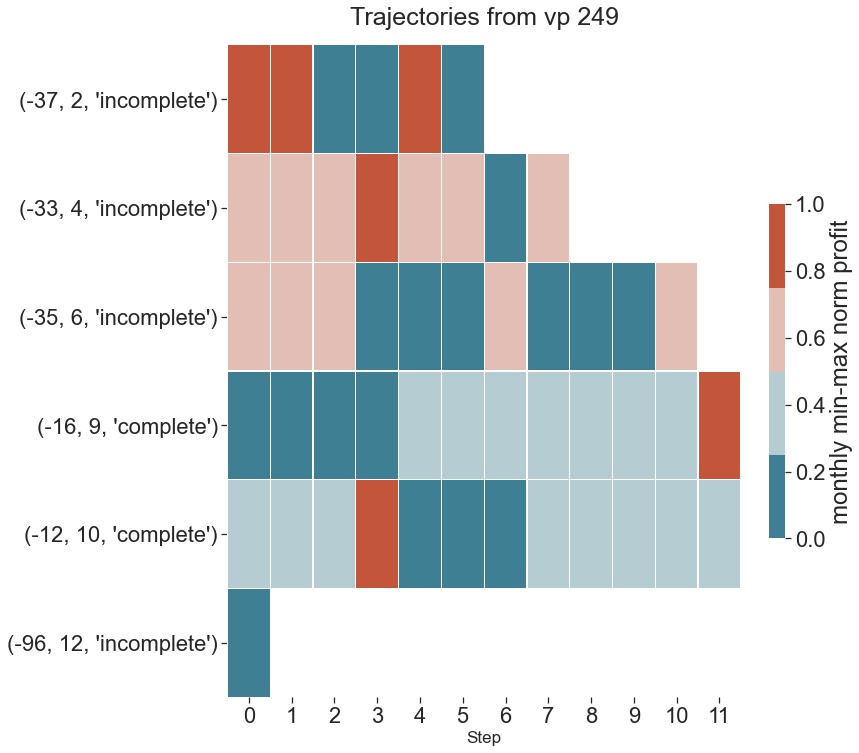 Trajectories from vp 249
(-37, 2, 'incomplete')
(-33, 4, 'incomplete')
(-35, 6, 'incomplete')
(-16, 9, 'complete')
(-12, 10, 'complete')
(-96, 12, 'incomplete')
0 1 2 3 4 5 6 7 8 9 10 11
Step
1.0
0.8
0.6
0.4
0.2
0.0
monthly min-max norm profit